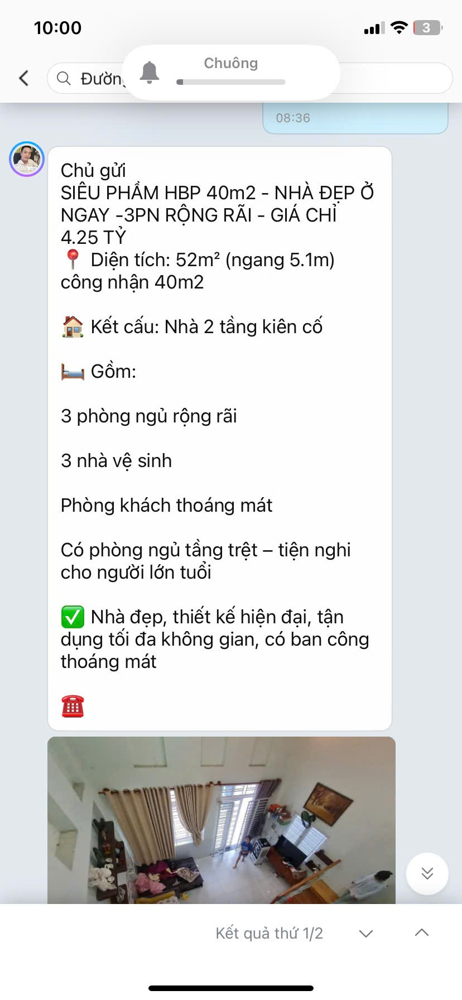 10:00
3
Chuông
Đường
08:36
Chủ gửi
SIÊU PHẨM HBP 40m2 - NHÀ ĐẸP Ở
NGAY -3PN RỘNG RÃI - GIÁ CHỈ
4.25 TỶ
📍 Diện tích: 52m² (ngang 5.1m)
công nhận 40m2
🏠 Kết cấu: Nhà 2 tầng kiên cố
🛏️ Gồm:
3 phòng ngủ rộng rãi
3 nhà vệ sinh
Phòng khách thoáng mát
Có phòng ngủ tầng trệt – tiện nghi
cho người lớn tuổi
✅ Nhà đẹp, thiết kế hiện đại, tận
dụng tối đa không gian, có ban công
thoáng mát
☎️
Kết quả thứ 1/2